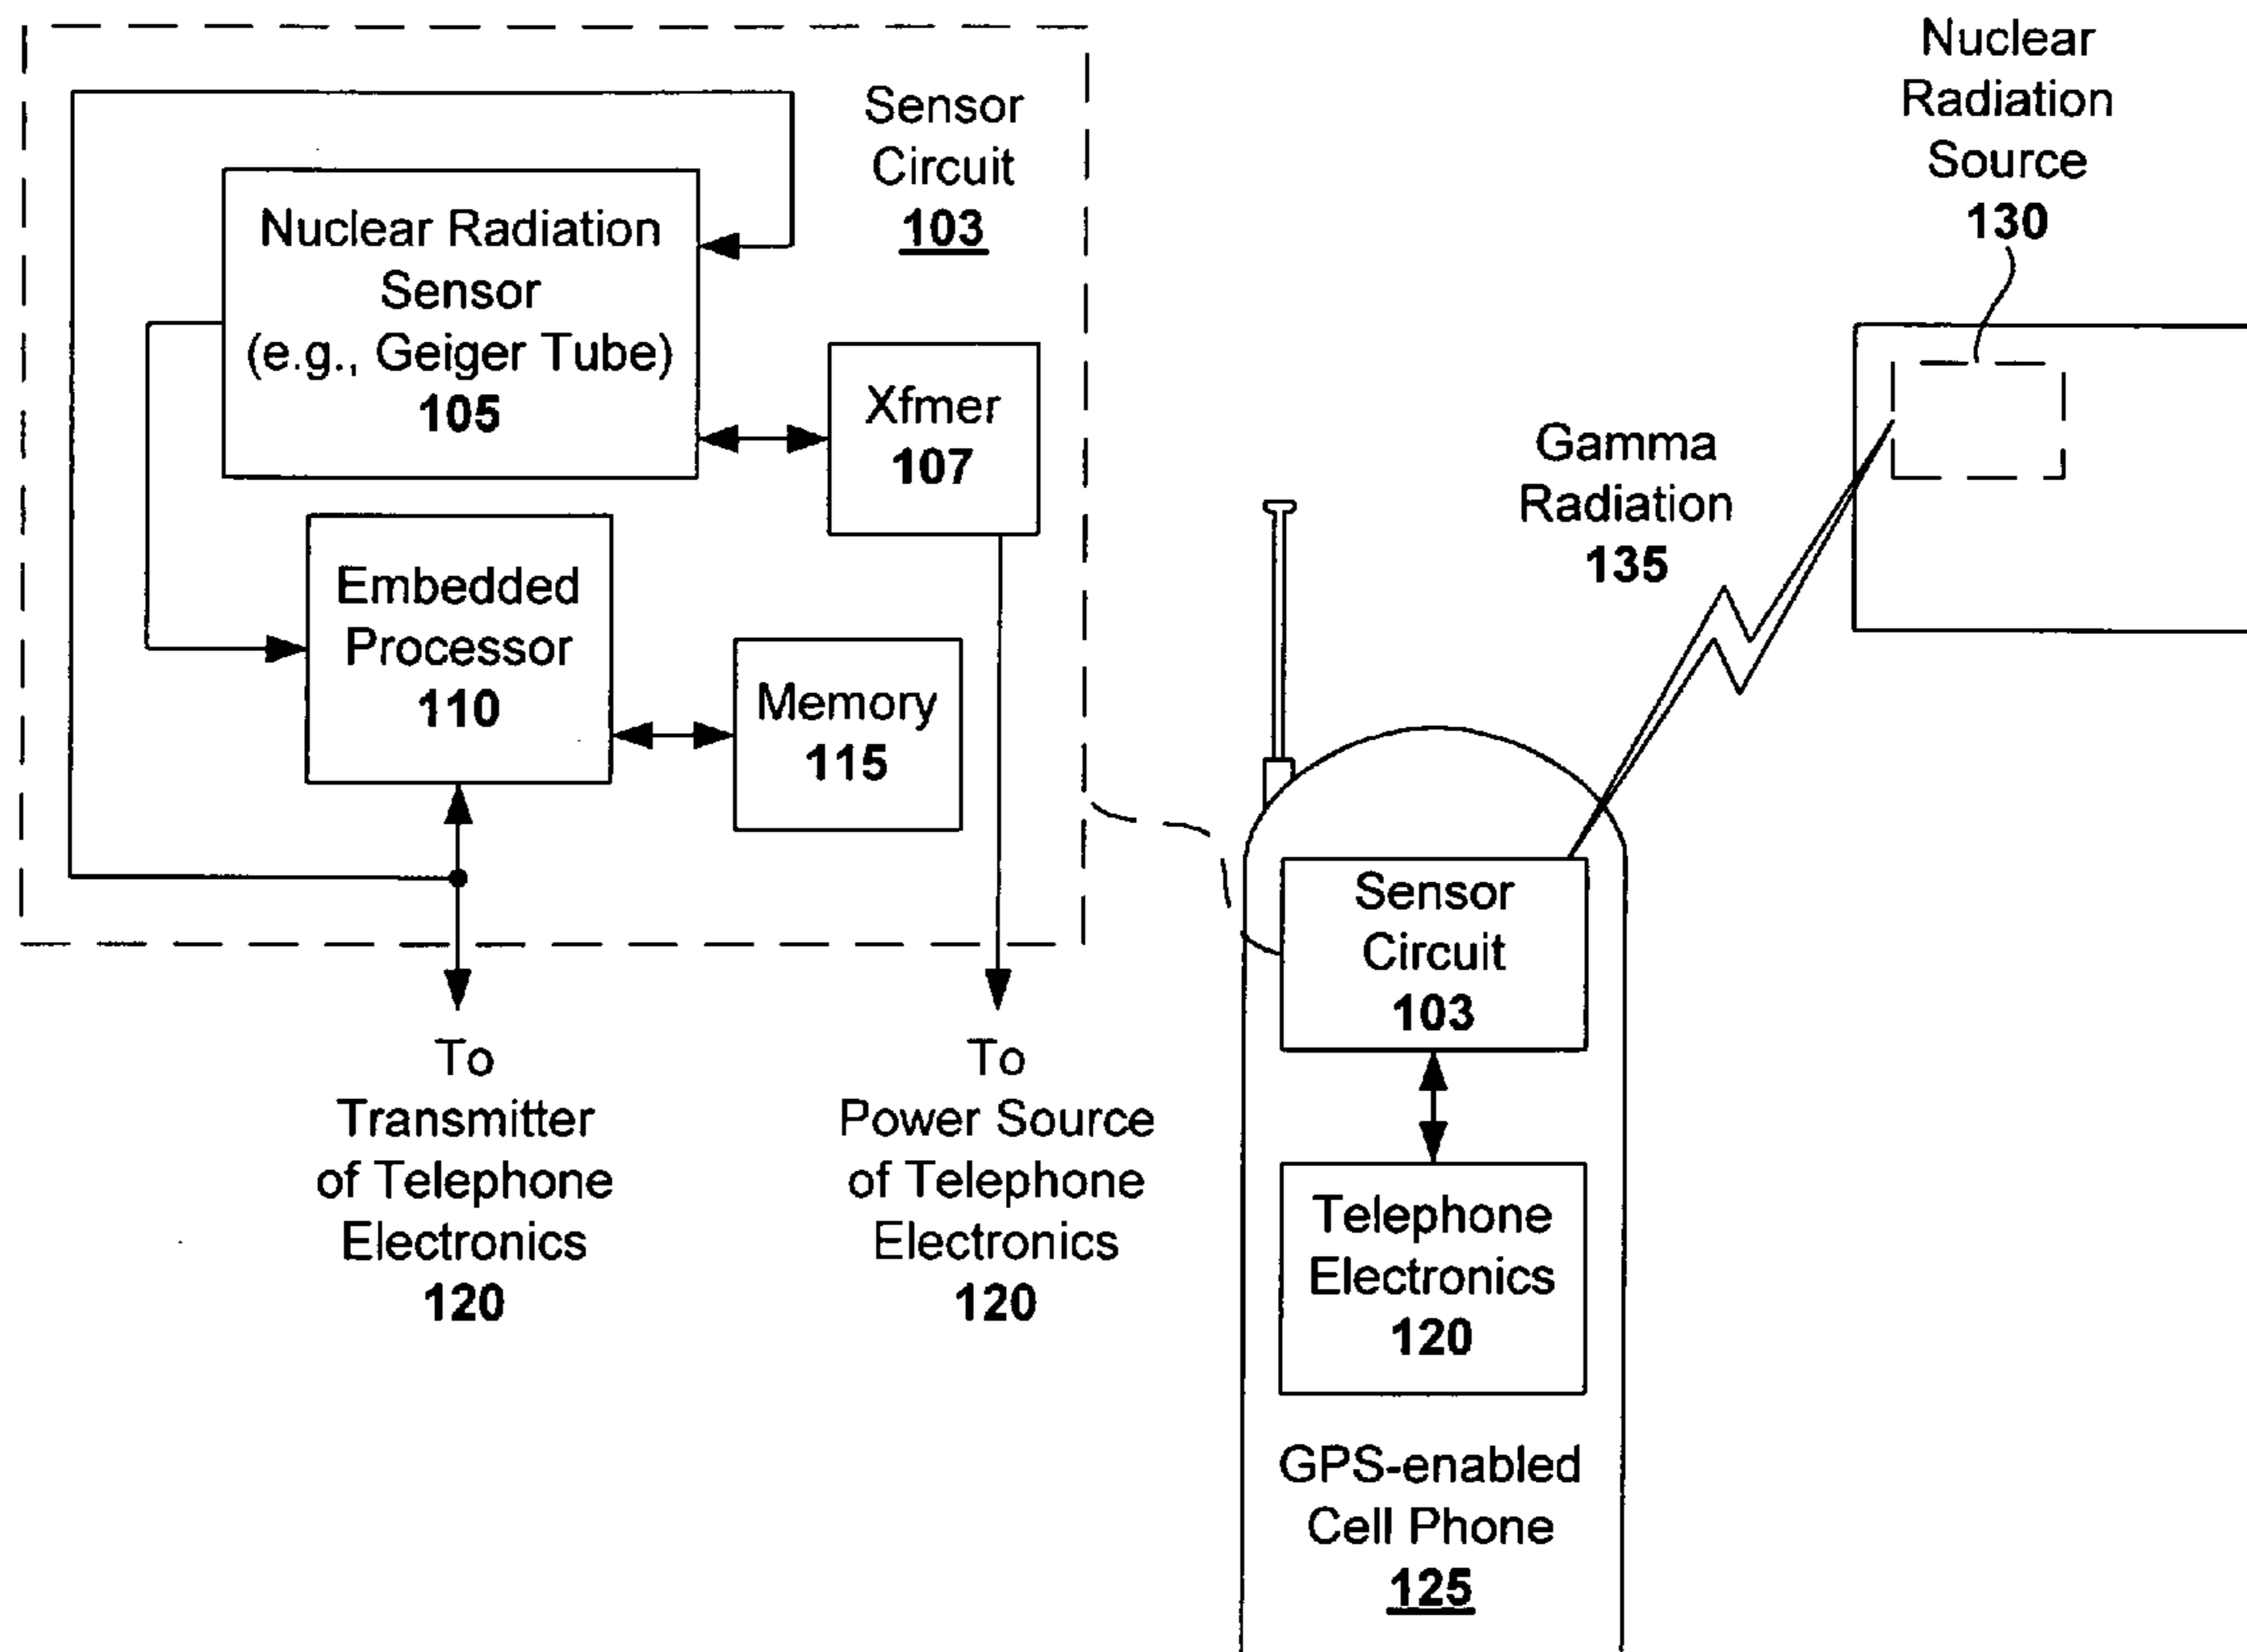 Sensor
Circuit
103
Nuclear Radiation
Sensor
(e.g., Geiger Tube)
105
Xfmer
107
Embedded
Processor
110
Memory
115
To
Transmitter
of Telephone
Electronics
120
To
Power Source
of Telephone
Electronics
120
Nuclear
Radiation
Source
130
Gamma
Radiation
135
Sensor
Circuit
103
Telephone
Electronics
120
GPS-enabled
Cell Phone
125